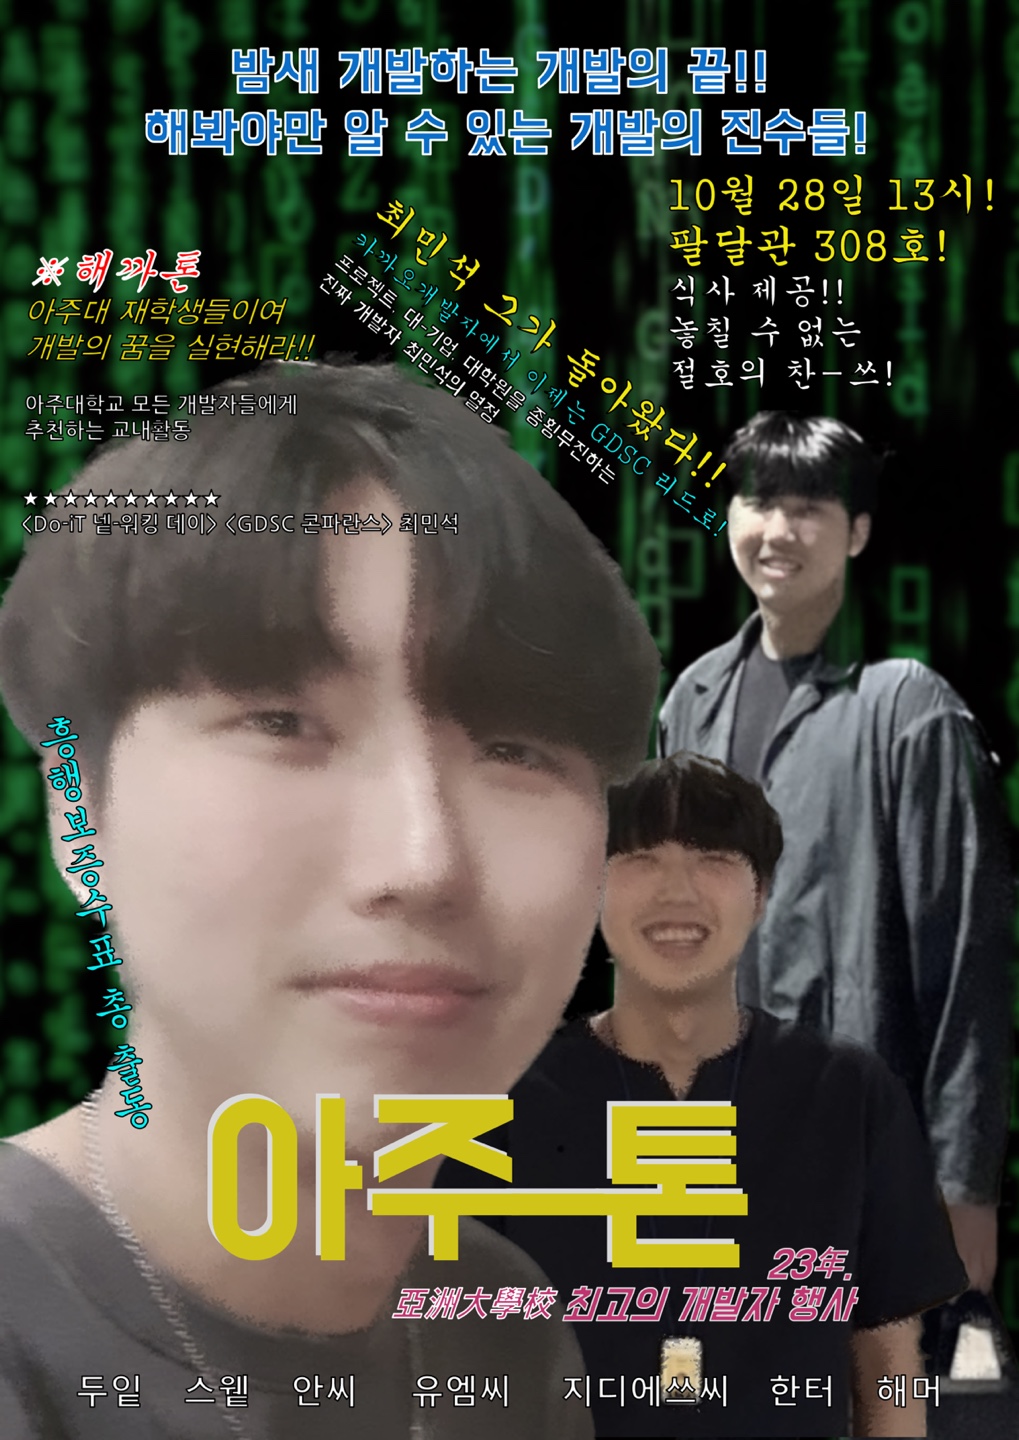 밤새 개발하는 개발의 끝!!
해봐야만 알 수 있는 개발의 진수들!
10월 28일 13시!
팔달관 308호!
식사 제공!!
놓칠 수 없는
절호의 찬-쓰!
최민석 그가 돌아왔다!!
카까오개발자에서 이제는 GDSC 리드로!
프로젝트, 대-기업, 대학원을 종횡무진하는
진짜 개발자 최민석의 열정
※해까톤
아주대 재학생들이여
개발의 꿈을 실현해라!!
아주대학교 모든 개발자들에게
추천하는 교내활동
★★★★★★★★★★
<Do-iT 넽-워킹 데이> <GDSC 콘파란스> 최민석
흥행보증수표 총 출동
아주톤
23年.
亞洲大學校 최고의 개발자 행사
두잍 스웰 안씨 유엠씨 지디에쓰씨 한터 해머